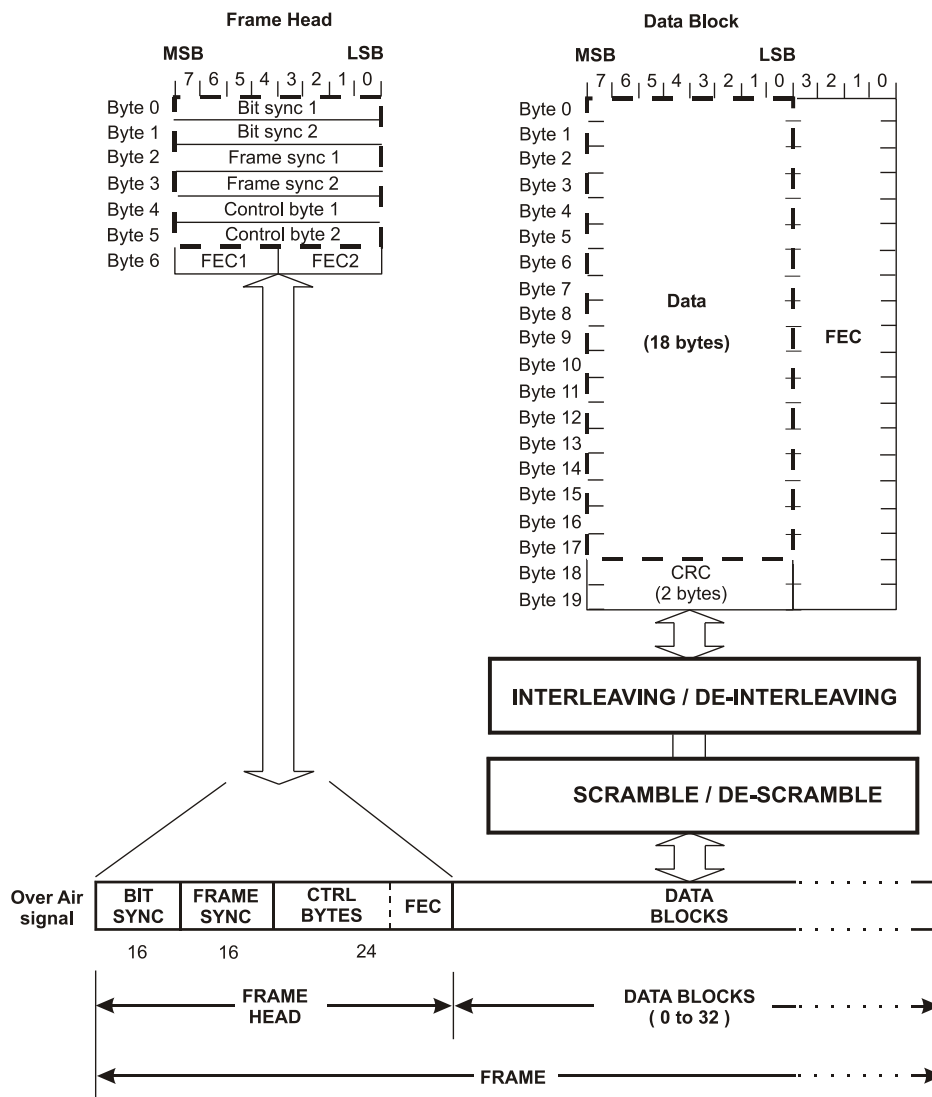 Frame Head
MSB LSB
7 6 5 4 3 2 1 0
Byte 0 Bit sync 1
Byte 1 Bit sync 2
Byte 2 Frame sync 1
Byte 3 Frame sync 2
Byte 4 Control byte 1
Byte 5 Control byte 2
Byte 6 FEC1 FEC2
Data Block
MSB LSB
7 6 5 4 3 2 1 0 3 2 1 0
Byte 0
Byte 1
Byte 2
Byte 3
Byte 4
Byte 5
Byte 6
Byte 7
Byte 8
Byte 9
Byte 10
Byte 11
Byte 12
Byte 13
Byte 14
Byte 15
Byte 16
Byte 17
Byte 18
Byte 19
Data
(18 bytes)
FEC
CRC
(2 bytes)
INTERLEAVING / DE-INTERLEAVING
SCRAMBLE / DE-SCRAMBLE
Over Air
signal
BIT
SYNC
FRAME
SYNC
CTRL
BYTES
FEC
DATA
BLOCKS
16 16 24
FRAME
HEAD
DATA BLOCKS
( 0 to 32 )
FRAME